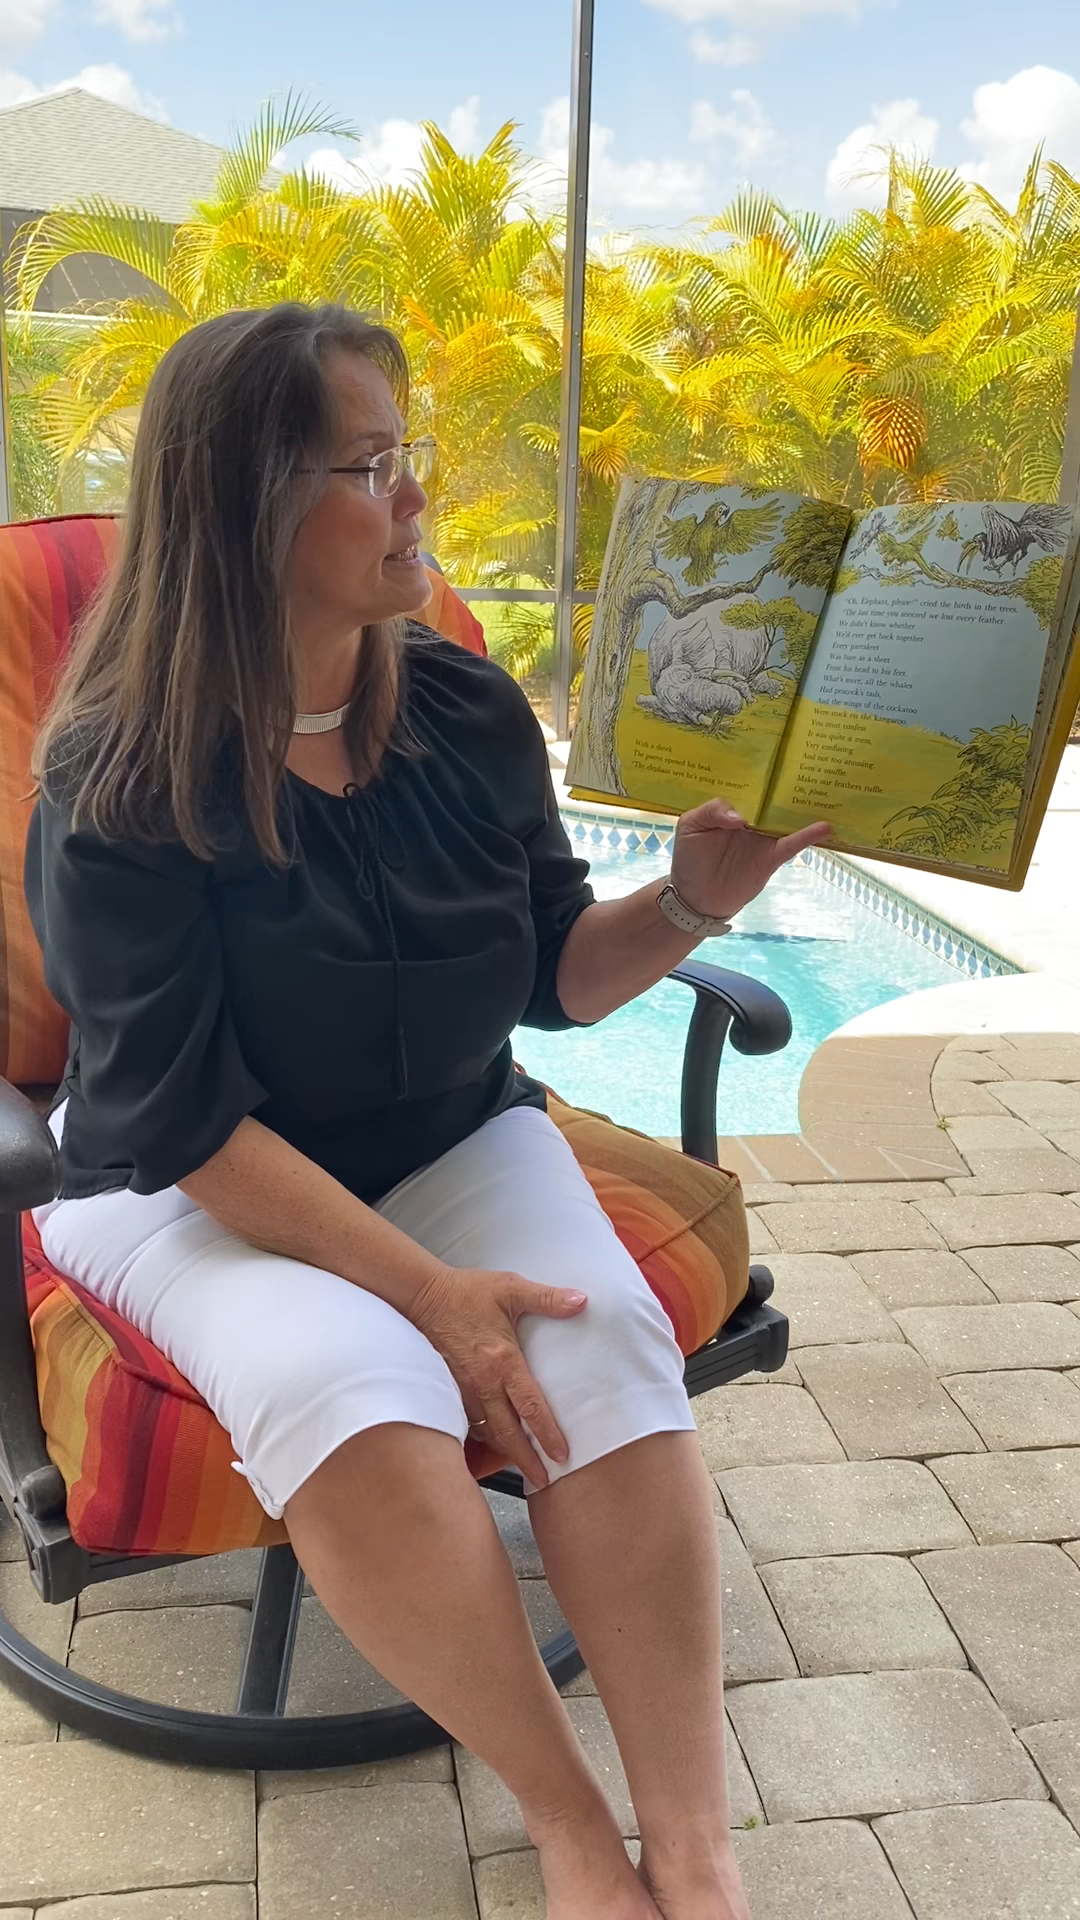 With a shriek
The parrot opened his beak,
"The elephant says he's going to sneeze!"
"Oh, Elephant, please!" cried the birds in the trees.
"The last time you sneezed we lost every feather.
We didn't know whether
We'd ever get back together.
Every parrakeet
Was bare as a sheet
From his head to his feet.
What's more, all the whales
Had peacock's tails,
And the wings of the cockatoo
Were stuck on the kangaroo.
You must confess
It was quite a mess,
Very confusing
And not too amusing.
Even a snuffle
Makes our feathers ruffle.
Oh, please,
Don't sneeze!"